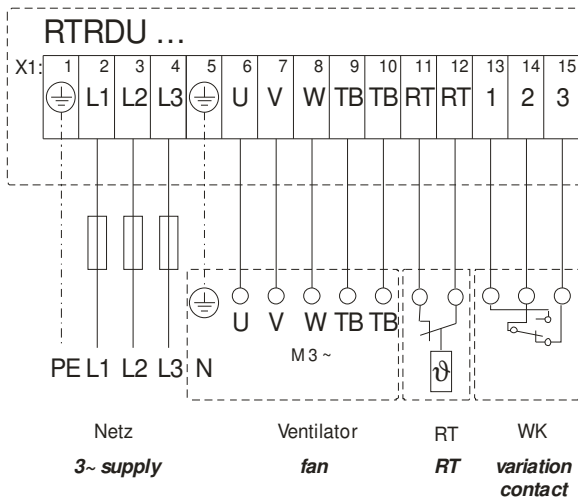 RTRDU ...
X1: 1 2 3 4 5 6 7 8 9 10 11 12 13 14 15
L1 L2 L3 U V W TB TB RT RT 1 2 3
U V W TB TB
M 3 ~
ϑ
PE L1 L2 L3 N
Netz Ventilator RT WK
3~ supply fan RT variation
contact